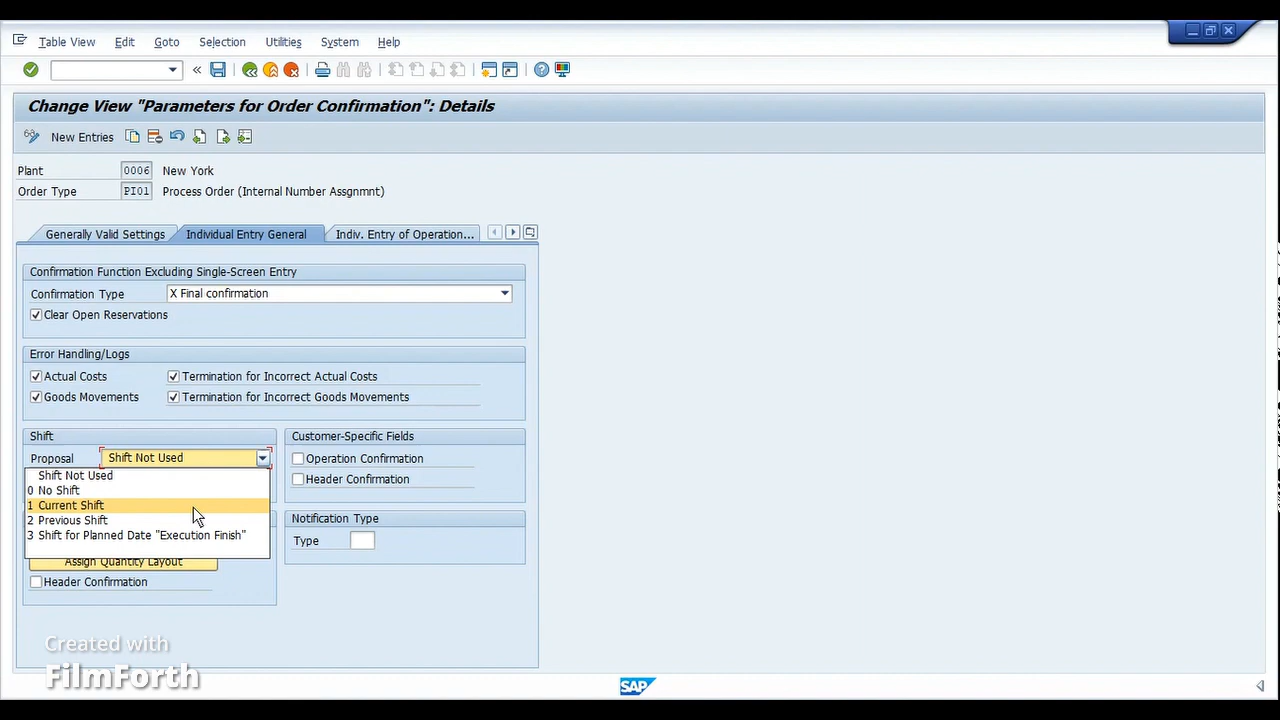 Table View Edit Goto Selection Utilities System Help
Change View "Parameters for Order Confirmation": Details
New Entries
Plant 0006 New York
Order Type PI01 Process Order (Internal Number Assgnmnt)
Generally Valid Settings Individual Entry General Indiv. Entry of Operation...
Confirmation Function Excluding Single-Screen Entry
Confirmation Type X Final confirmation
Clear Open Reservations
Error Handling/Logs
Actual Costs Termination for Incorrect Actual Costs
Goods Movements Termination for Incorrect Goods Movements
Shift Customer-Specific Fields
Proposal Shift Not Used Operation Confirmation
Shift Not Used Header Confirmation
0 No Shift
1 Current Shift
2 Previous Shift Notification Type
3 Shift for Planned Date "Execution Finish" Type
Assign Quantity Layout
Header Confirmation
Created with
FilmForth
SAP